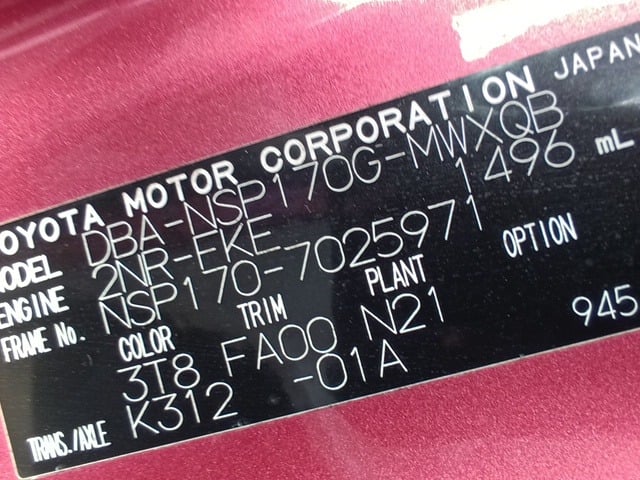 TOYOTA MOTOR CORPORATION JAPAN
MODEL DBA-NSP170G-MWXQB
ENGINE 2NR-FKE 1496 mL
FRAME No. NSP170-7025971
COLOR TRIM PLANT OPTION
3T8 FA00 N21 945
TRANS./AXLE K312 -01A